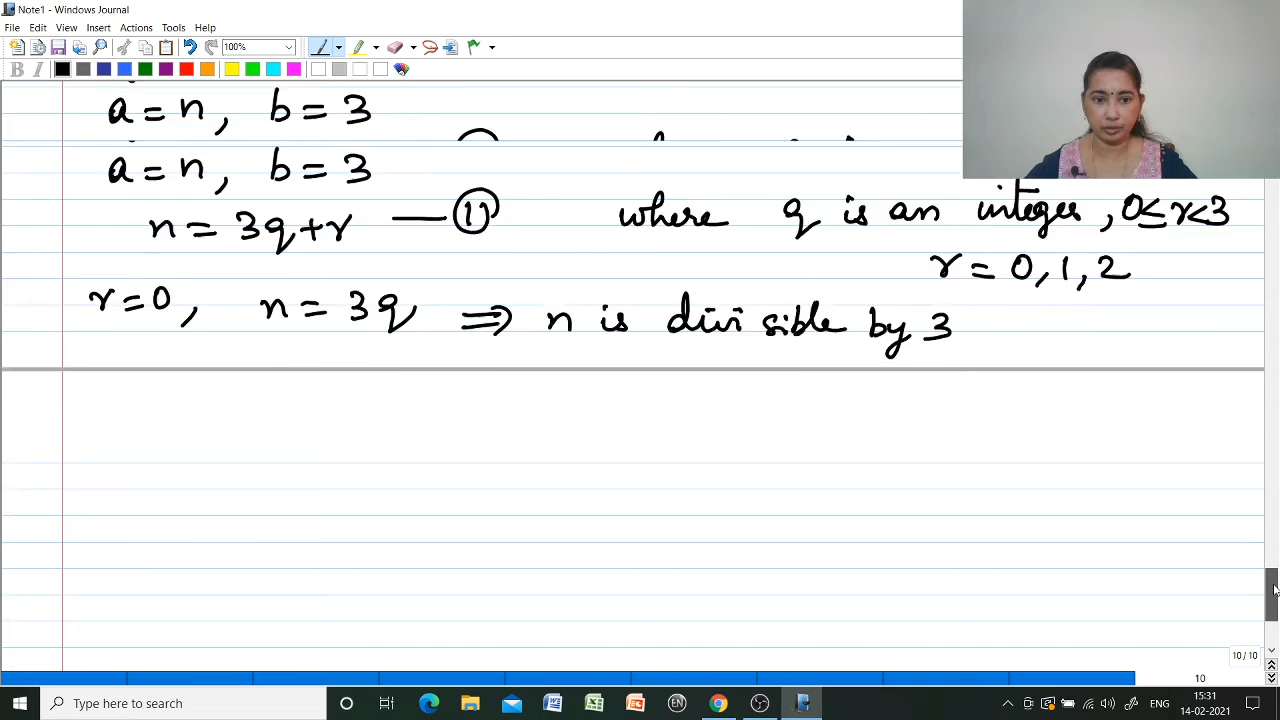 Note1 - Windows Journal
File Edit View Insert Actions Tools Help
100%
B I
a = n, b = 3
a = n, b = 3
n = 3q + r — (1) where q is an integer, 0≤r<3
r = 0, 1, 2
r = 0, n = 3q ⇒ n is divisible by 3
10 / 10
10
Type here to search
EN
ENG
15:31
14-02-2021